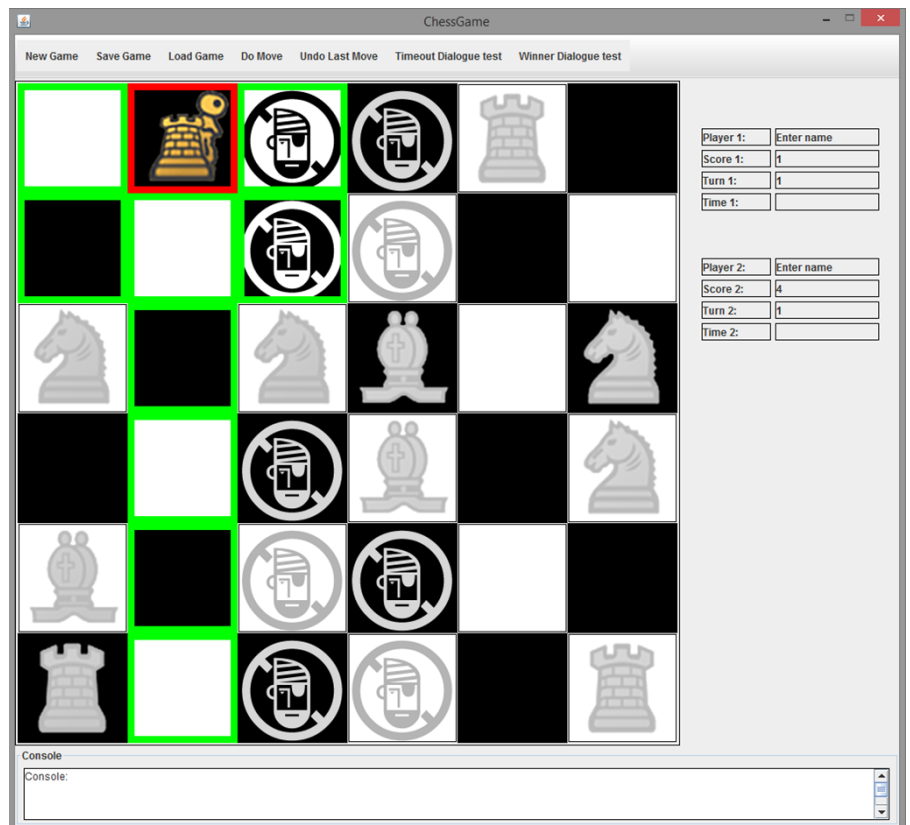 ChessGame
New Game Save Game Load Game Do Move Undo Last Move Timeout Dialogue test Winner Dialogue test
Player 1: Enter name
Score 1: 1
Turn 1: 1
Time 1:
Player 2: Enter name
Score 2: 4
Turn 2: 1
Time 2:
Console
Console: